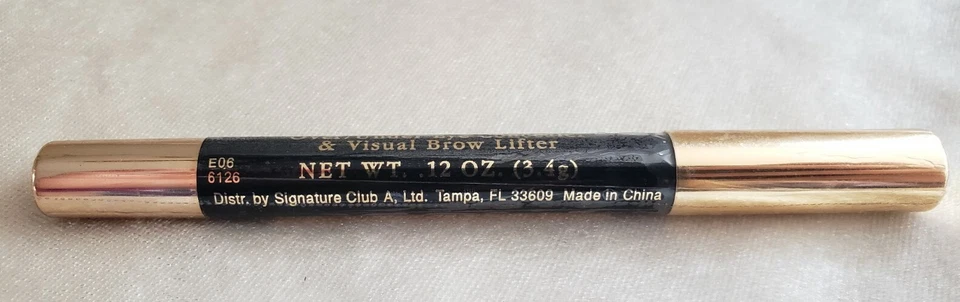 & Visual Brow Lifter
E06
6126
NET WT. .12 OZ. (3.4g)
Distr. by Signature Club A, Ltd. Tampa, FL 33609 Made in China